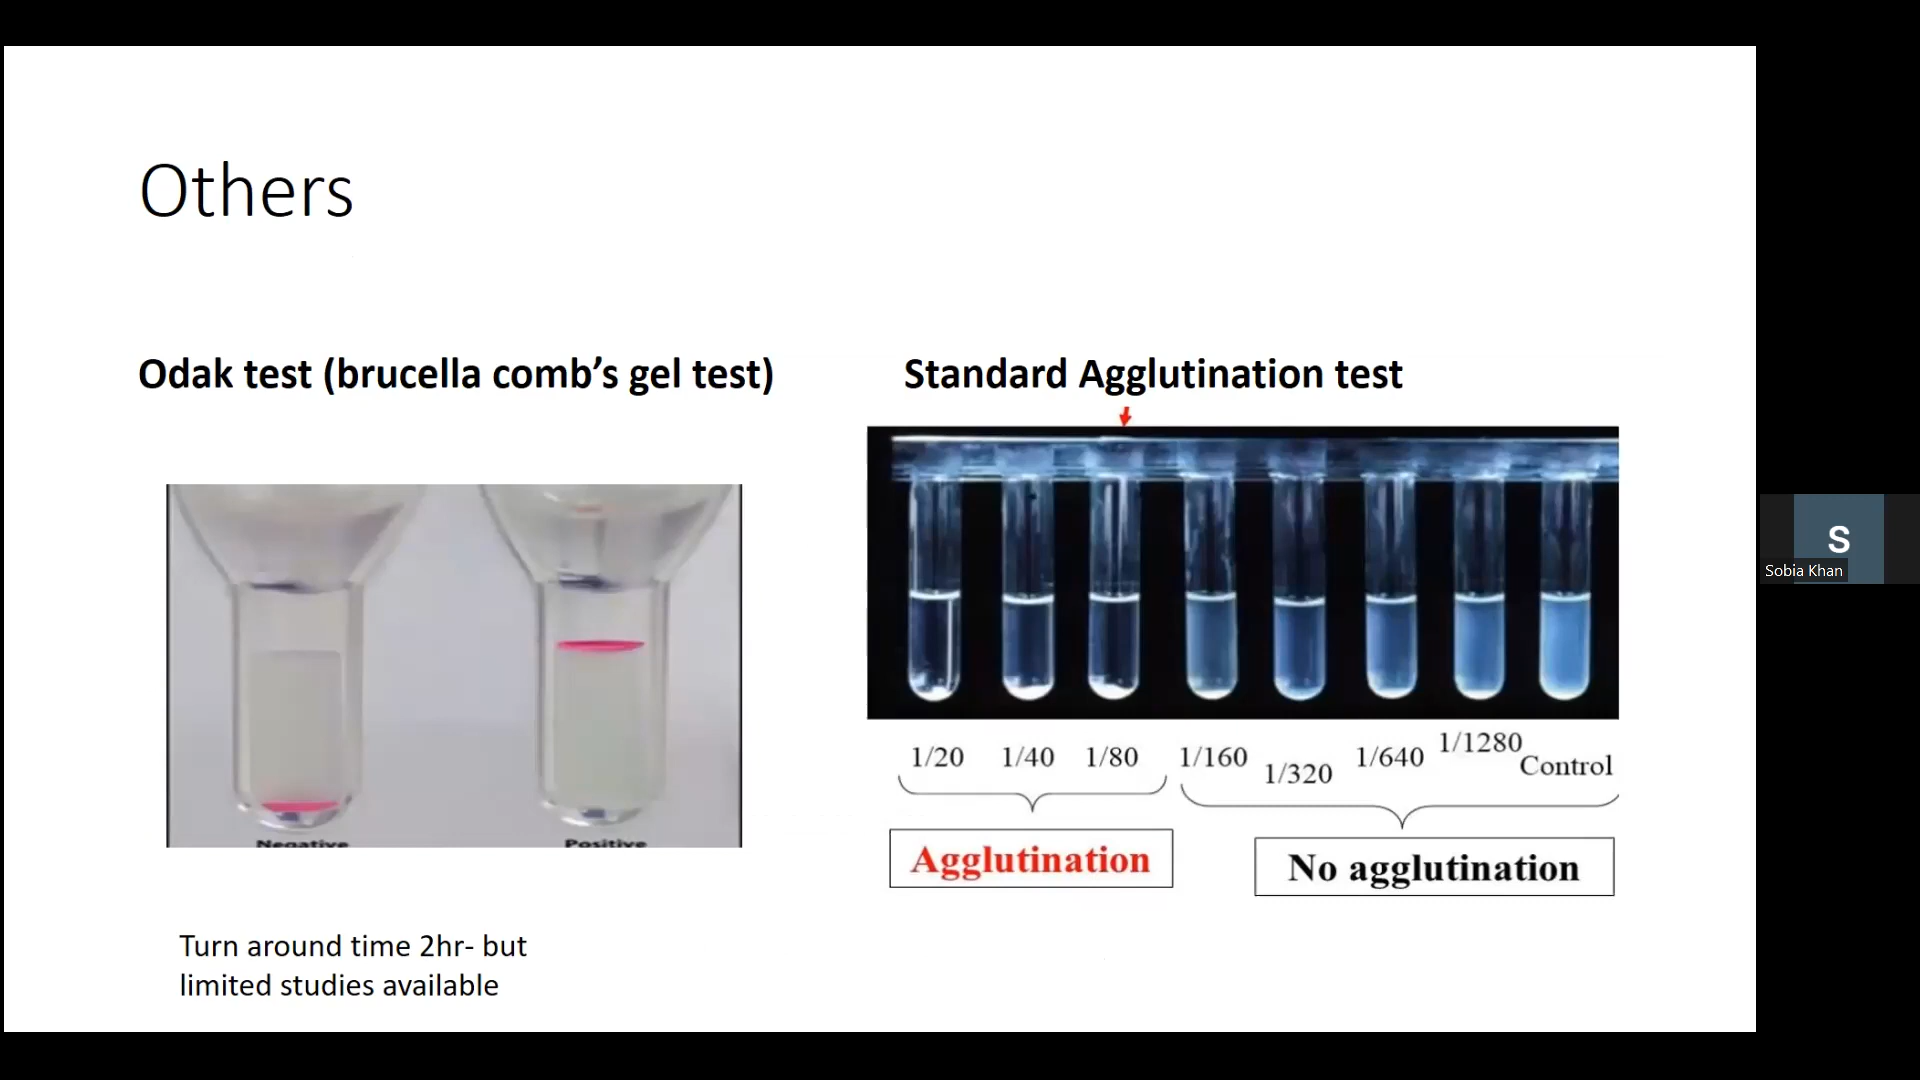 Others
Odak test (brucella comb’s gel test)
Standard Agglutination test
Negative
Positive
1/20
1/40
1/80
1/160
1/320
1/640
1/1280
Control
Agglutination
No agglutination
Turn around time 2hr- but
limited studies available
S
Sobia Khan